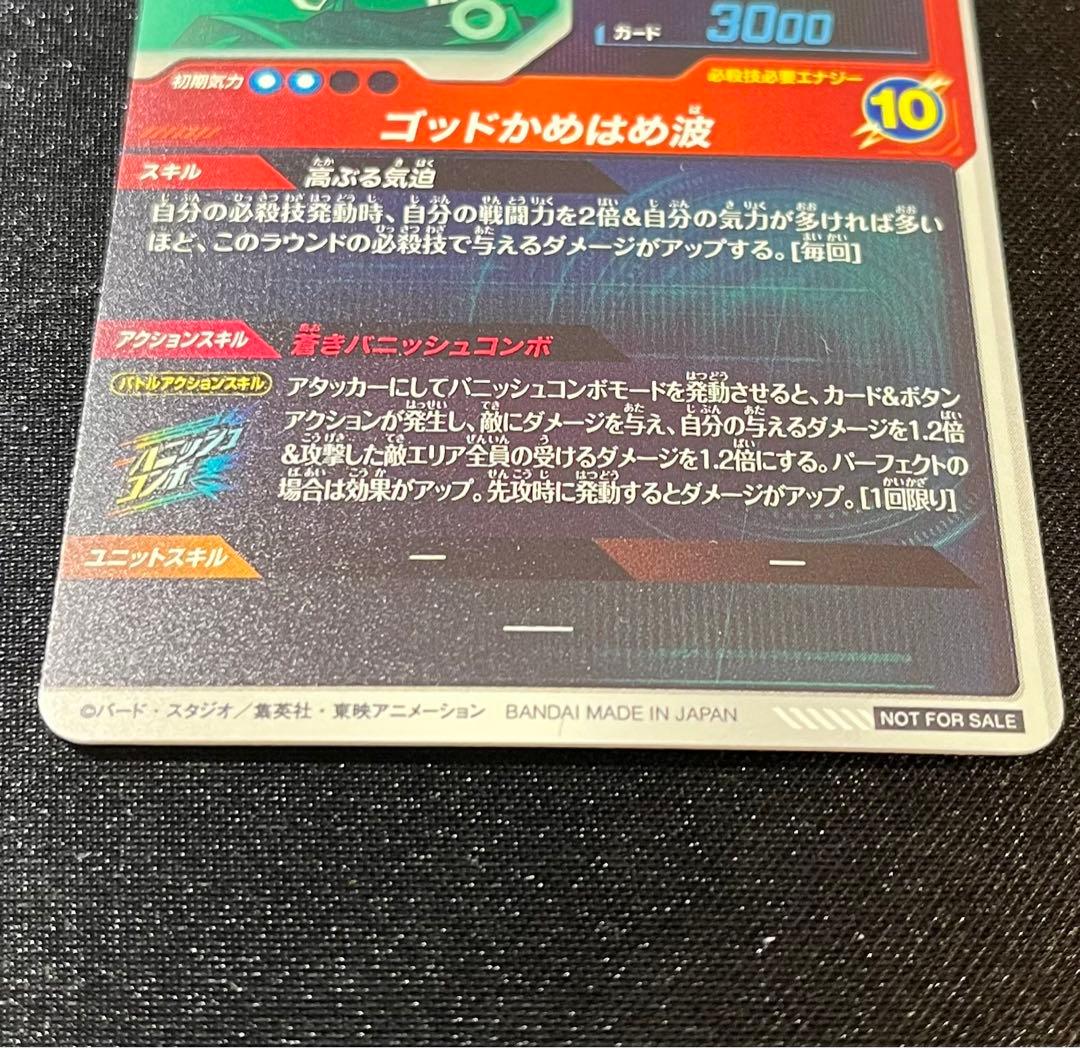 ガード 3000
初期気力
必殺技必要エナジー 10
ゴッドかめはめ波
スキル 高ぶる気迫
自分の必殺技発動時、自分の戦闘力を2倍&自分の気力が多ければ多い
ほど、このラウンドの必殺技で与えるダメージがアップする。[毎回]
アクションスキル 蒼きバニッシュコンボ
バトルアクションスキル アタッカーにしてバニッシュコンボモードを発動させると、カード&ボタン
アクションが発生し、敵にダメージを与え、自分の与えるダメージを1.2倍
&攻撃した敵エリア全員の受けるダメージを1.2倍にする。パーフェクトの
場合は効果がアップ。先攻時に発動するとダメージがアップ。[1回限り]
バニッシュ
コンボ
ユニットスキル — —
—
©バード・スタジオ／集英社・東映アニメーション BANDAI MADE IN JAPAN NOT FOR SALE